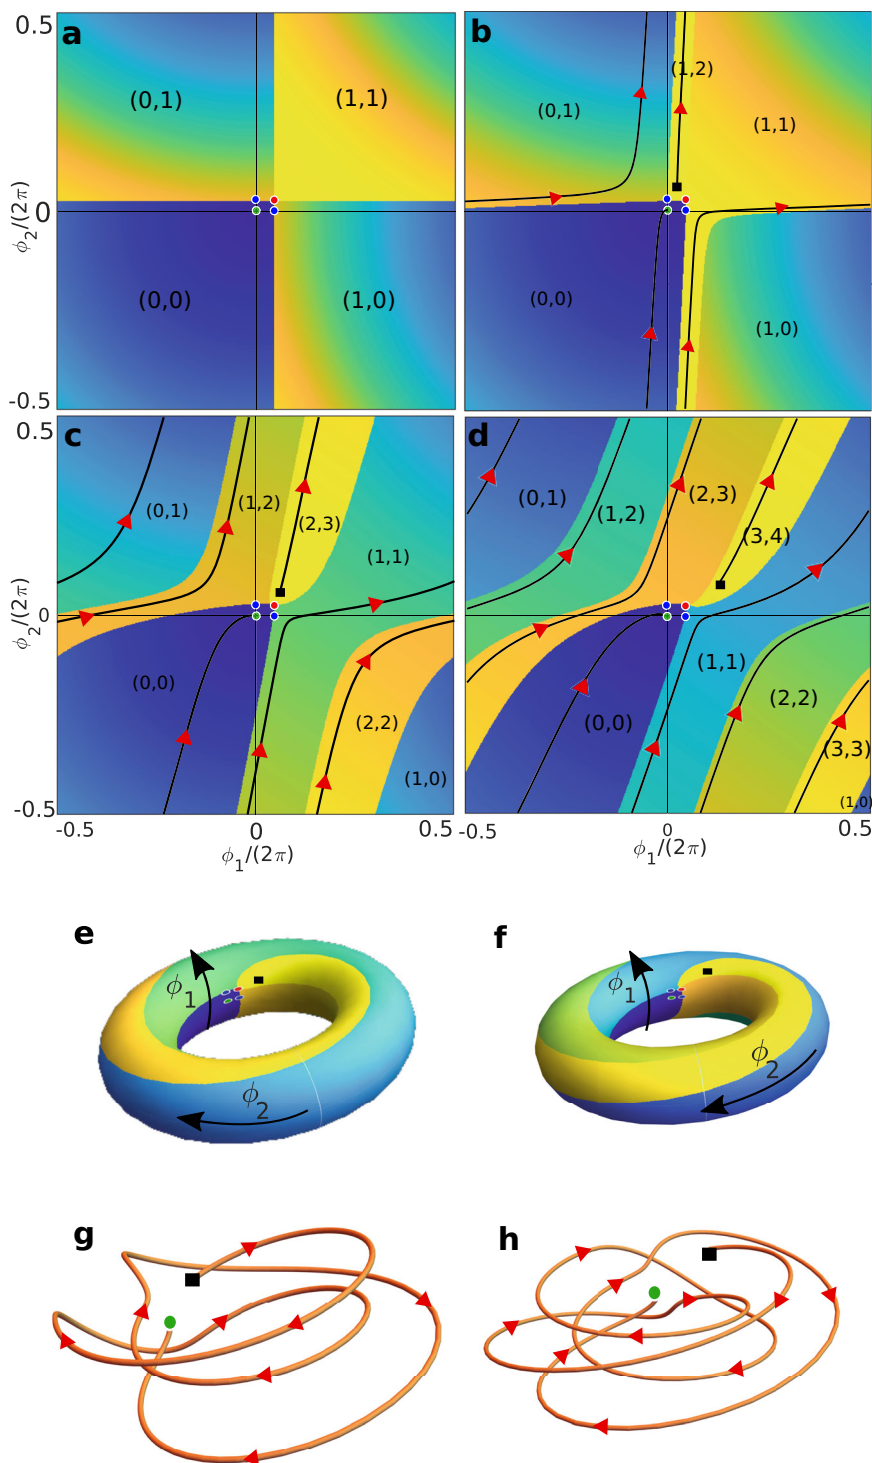 a
b
0.5
(0,1)
(1,1)
(0,1)
(1,2)
(1,1)
ϕ2/(2π)
0
(0,0)
(1,0)
(0,0)
(1,0)
-0.5
c
d
0.5
(0,1)
(1,2)
(2,3)
(1,1)
(0,1)
(1,2)
(2,3)
(3,4)
ϕ2/(2π)
0
(0,0)
(2,2)
(1,0)
(0,0)
(1,1)
(2,2)
(3,3)
(1,0)
-0.5
-0.5
0
0.5
-0.5
0
0.5
ϕ1/(2π)
ϕ1/(2π)
e
f
ϕ1
ϕ2
ϕ1
ϕ2
g
h